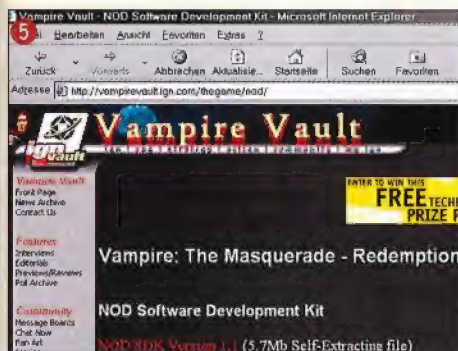 Vampire Vault - NOD Software Development Kit - Microsoft Internet Explorer
5
Bearbeiten Ansicht Favoriten Extras ?
Zurück Vorwärts Abbrechen Aktualisie... Startseite Suchen Favoriten
Adresse http://vampirevault.ign.com/thegame/nod/
Vampire Vault
ign Vault
Vampire Vault
Front Page
News Archive
Contact Us
ENTER TO WIN THIS
FREE TECH
PRIZE
Features
Interviews
Editorials
Previews/Reviews
Poll Archive
Vampire: The Masquerade - Redemption
Community
Message Boards
Chat Now
Fan Art
NOD Software Development Kit
NOD SDK Version 1.1 (5.7Mb Self-Extracting file)